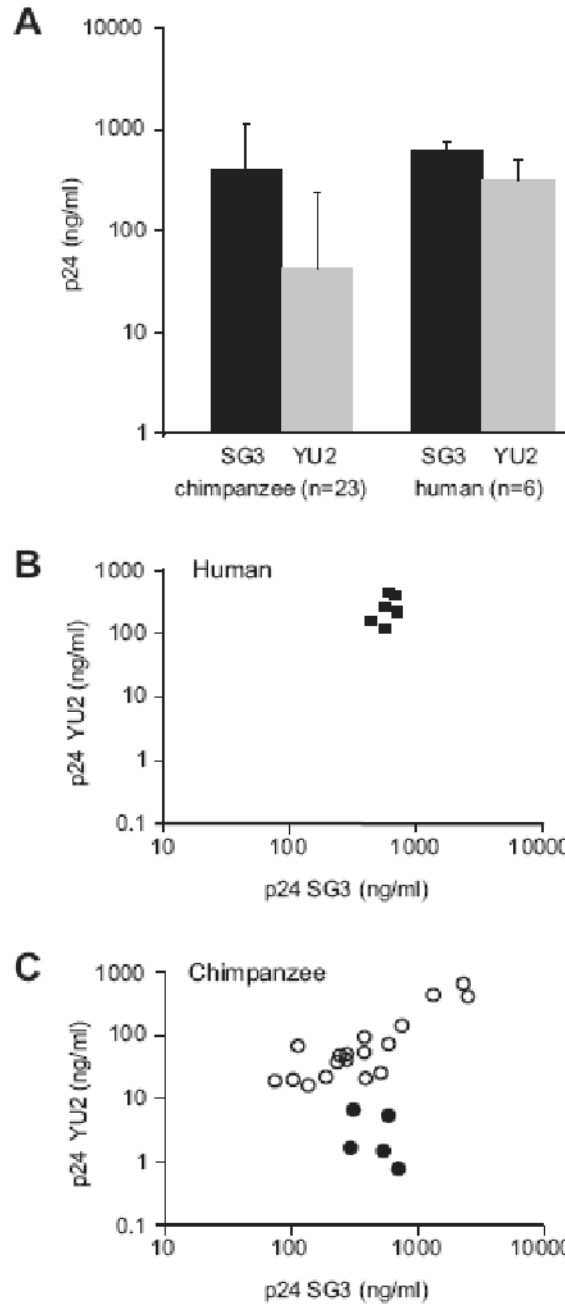 A
10000
1000
100
10
1
p24 (ng/ml)
SG3 YU2 SG3 YU2
chimpanzee (n=23) human (n=6)
B
Human
1000
100
10
1
0.1
p24 YU2 (ng/ml)
10 100 1000 10000
p24 SG3 (ng/ml)
C
Chimpanzee
1000
100
10
1
0.1
p24 YU2 (ng/ml)
10 100 1000 10000
p24 SG3 (ng/ml)